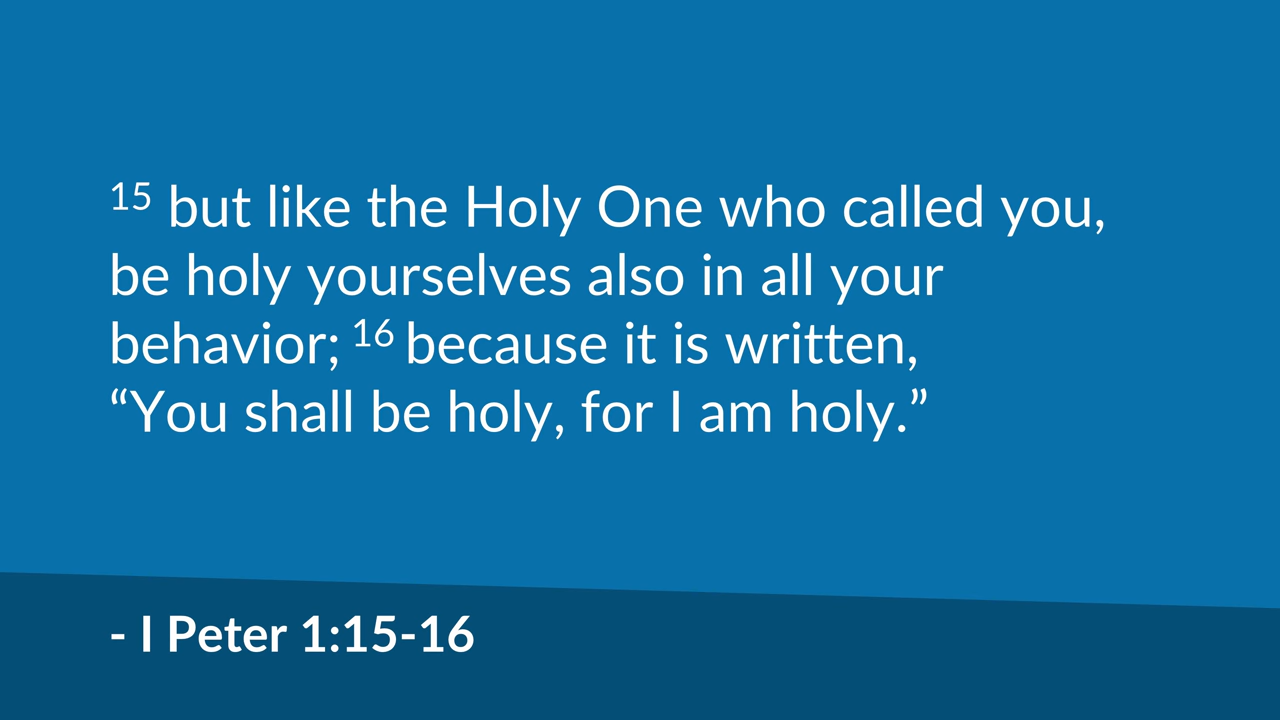 15 but like the Holy One who called you,
be holy yourselves also in all your
behavior; 16 because it is written,
“You shall be holy, for I am holy.”
- I Peter 1:15-16